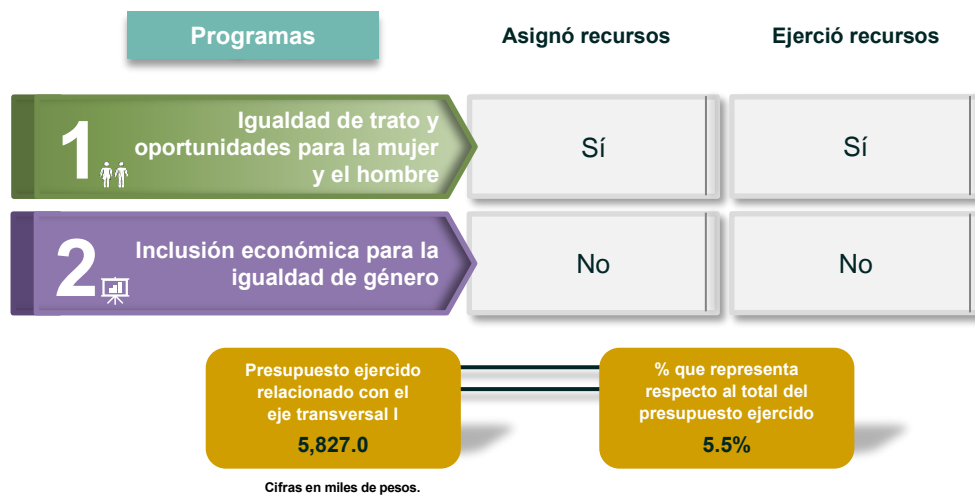 Programas
Asignó recursos
Ejerció recursos
1
Igualdad de trato y
oportunidades para la mujer
y el hombre
Sí
Sí
2
Inclusión económica para la
igualdad de género
No
No
Presupuesto ejercido
relacionado con el
eje transversal I
5,827.0
% que representa
respecto al total del
presupuesto ejercido
5.5%
Cifras en miles de pesos.